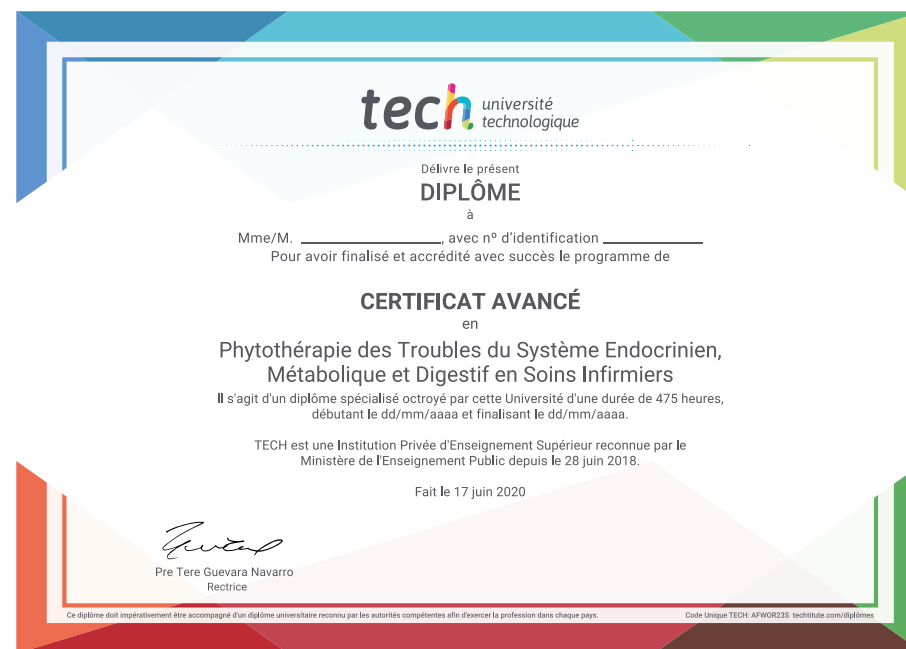 tech université
technologique
Délivre le présent
DIPLÔME
à
Mme/M. ____________________, avec nº d'identification ______________
Pour avoir finalisé et accrédité avec succès le programme de
CERTIFICAT AVANCÉ
en
Phytothérapie des Troubles du Système Endocrinien,
Métabolique et Digestif en Soins Infirmiers
Il s'agit d'un diplôme spécialisé octroyé par cette Université d'une durée de 475 heures,
débutant le dd/mm/aaaa et finalisant le dd/mm/aaaa.
TECH est une Institution Privée d'Enseignement Supérieur reconnue par le
Ministère de l'Enseignement Public depuis le 28 juin 2018.
Fait le 17 juin 2020
Pre Tere Guevara Navarro
Rectrice
Ce diplôme doit impérativement être accompagné d'un diplôme universitaire reconnu par les autorités compétentes afin d'exercer la profession dans chaque pays.
Code Unique TECH: AFWOR23S techtitute.com/diplômes